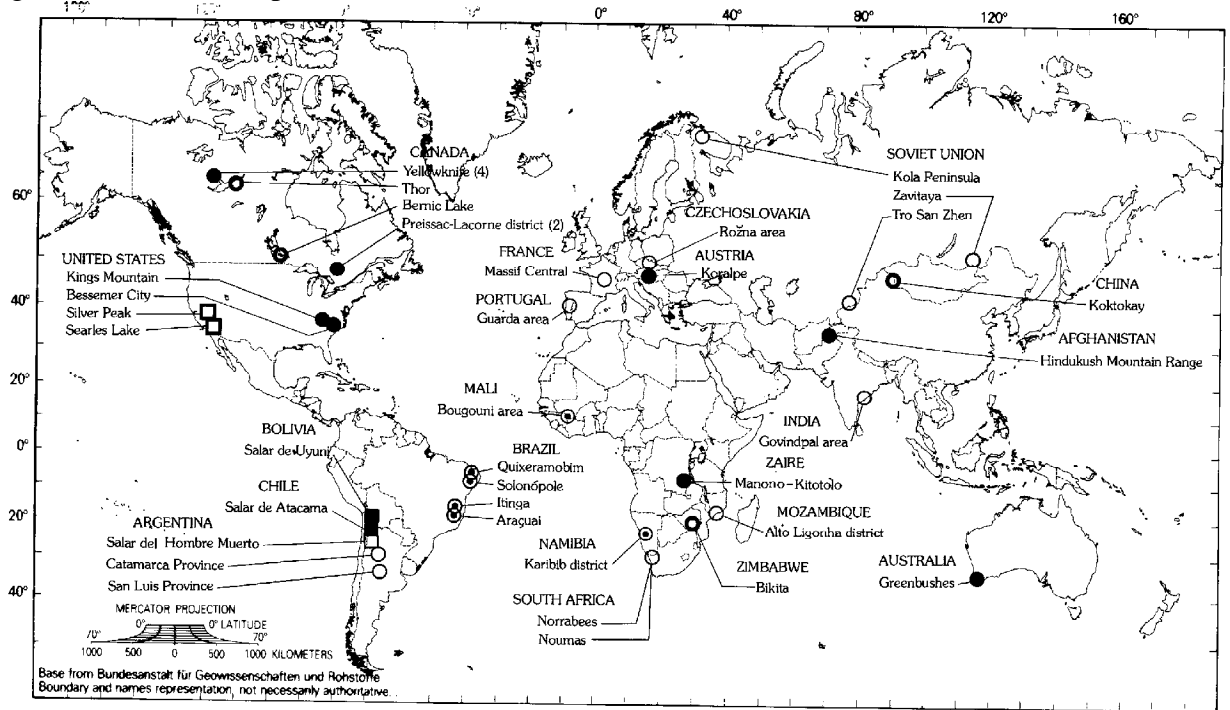 0° 40° 80° 120° 160°
60°
40°
20°
0°
20°
40°
CANADA
Yellowknife (4)
Thor
Bernic Lake
Preissac-Lacorne district (2)
UNITED STATES
Kings Mountain
Bessemer City
Silver Peak
Searles Lake
BOLIVIA
Salar de Uyuni
CHILE
Salar de Atacama
ARGENTINA
Salar del Hombre Muerto
Catamarca Province
San Luis Province
BRAZIL
Quixeramobim
Solonópole
Itinga
Araçuai
MALI
Bougouni area
FRANCE
Massif Central
PORTUGAL
Guarda area
CZECHOSLOVAKIA
Rožna area
AUSTRIA
Koralpe
SOVIET UNION
Kola Peninsula
Zavitaya
Tro San Zhen
CHINA
Koktokay
AFGHANISTAN
Hindukush Mountain Range
INDIA
Govindpal area
ZAIRE
Manono-Kitotolo
MOZAMBIQUE
Alto Ligonha district
NAMIBIA
Karibib district
ZIMBABWE
Bikita
SOUTH AFRICA
Norrabees
Noumas
AUSTRALIA
Greenbushes
MERCATOR PROJECTION
0° 0° LATITUDE
70° 70°
1000 500 0 500 1000 KILOMETERS
Base from Bundesanstalt für Geowissenschaften und Rohstoffe
Boundary and names representation, not necessarily authoritative.